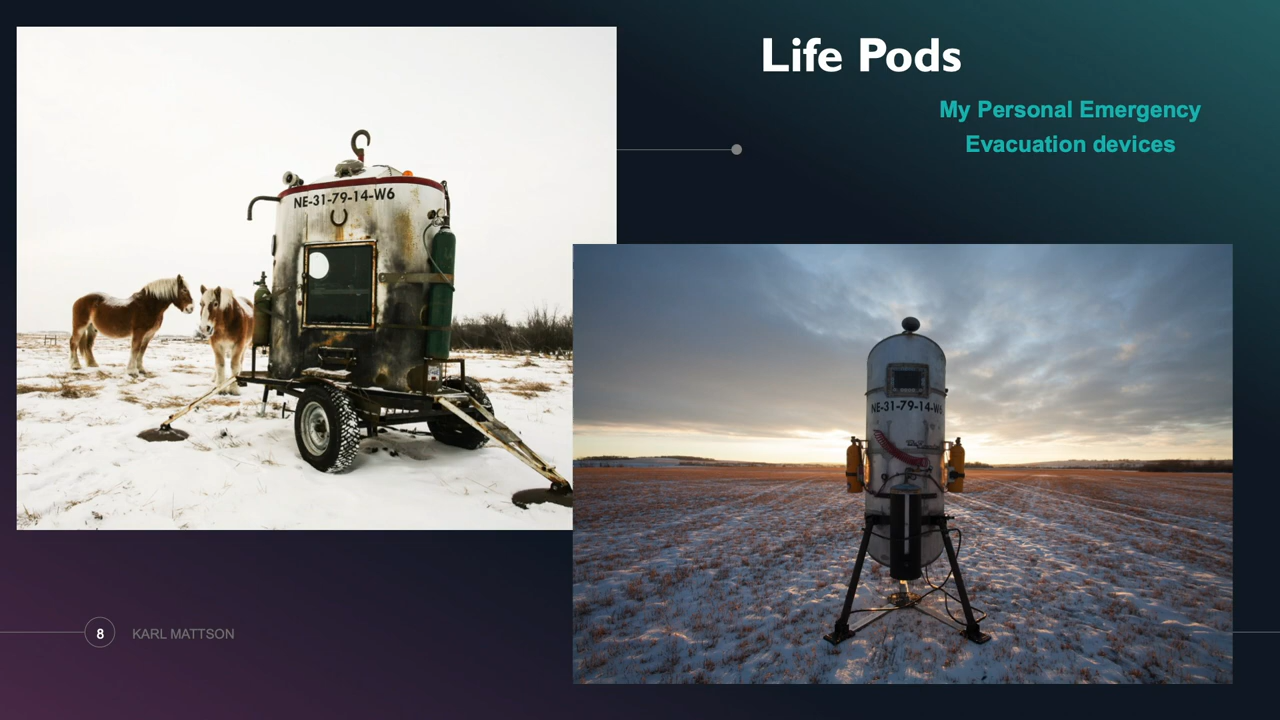 Life Pods
My Personal Emergency
Evacuation devices
NE-31-79-14-W6
NE-31-79-14-W6
8
KARL MATTSON